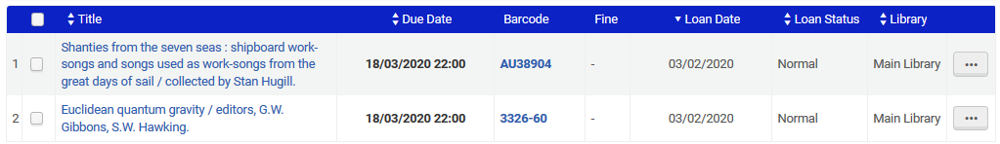 Title Due Date Barcode Fine Loan Date Loan Status Library
1 Shanties from the seven seas : shipboard work-
songs and songs used as work-songs from the
great days of sail / collected by Stan Hugill.
18/03/2020 22:00 AU38904 - 03/02/2020 Normal Main Library
2 Euclidean quantum gravity / editors, G.W.
Gibbons, S.W. Hawking.
18/03/2020 22:00 3326-60 - 03/02/2020 Normal Main Library